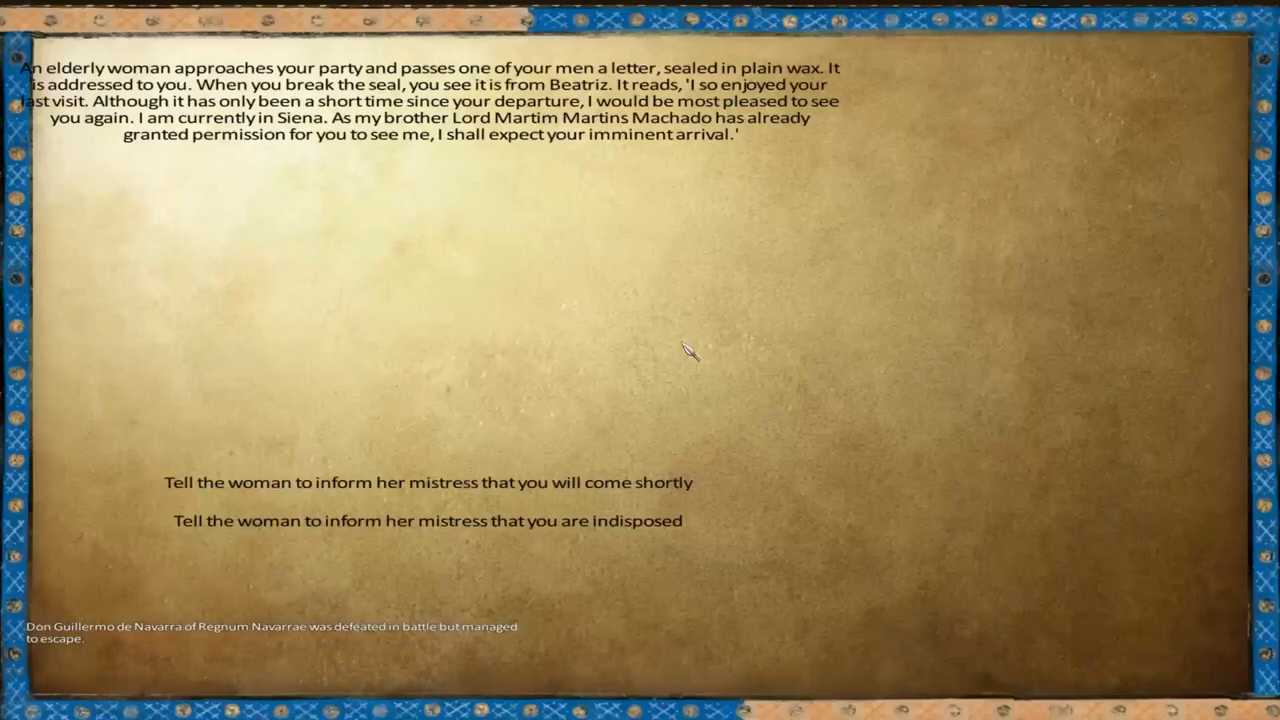 An elderly woman approaches your party and passes one of your men a letter, sealed in plain wax. It
is addressed to you. When you break the seal, you see it is from Beatriz. It reads, 'I so enjoyed your
last visit. Although it has only been a short time since your departure, I would be most pleased to see
you again. I am currently in Siena. As my brother Lord Martim Martins Machado has already
granted permission for you to see me, I shall expect your imminent arrival.'
Tell the woman to inform her mistress that you will come shortly
Tell the woman to inform her mistress that you are indisposed
Don Guillermo de Navarra of Regnum Navarrae was defeated in battle but managed
to escape.